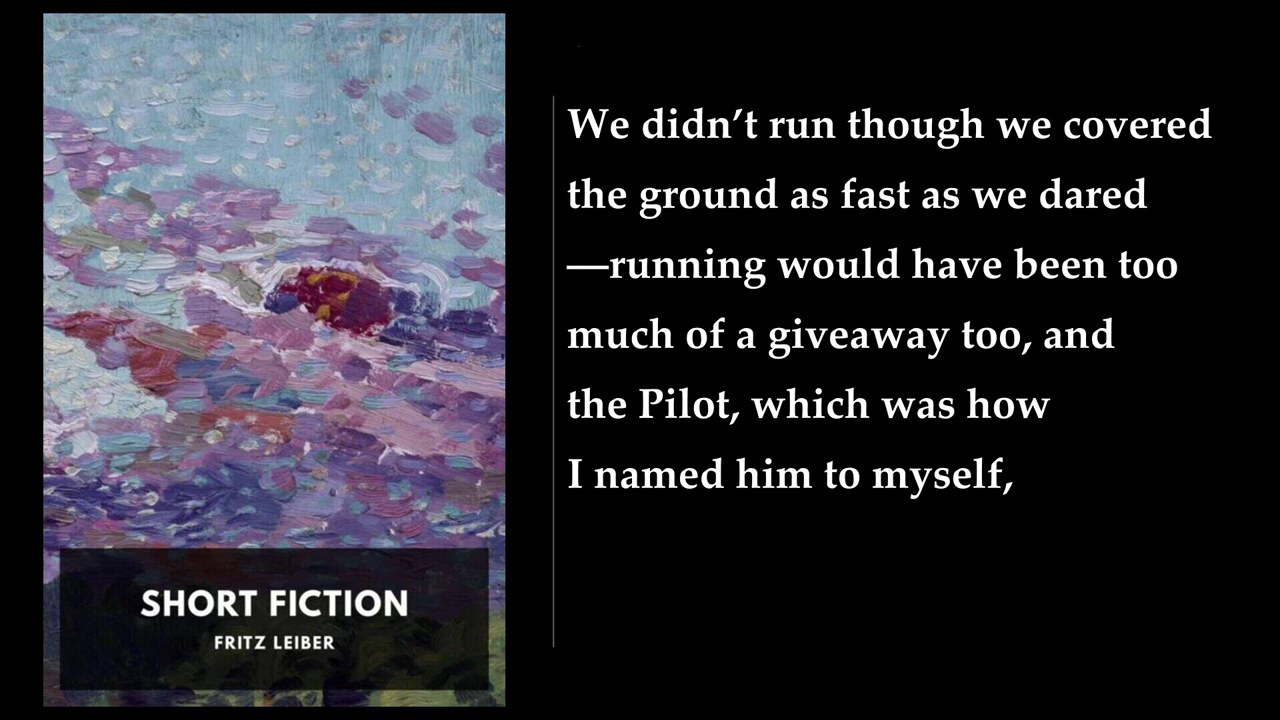 SHORT FICTION
FRITZ LEIBER
We didn’t run though we covered
the ground as fast as we dared
—running would have been too
much of a giveaway too, and
the Pilot, which was how
I named him to myself,